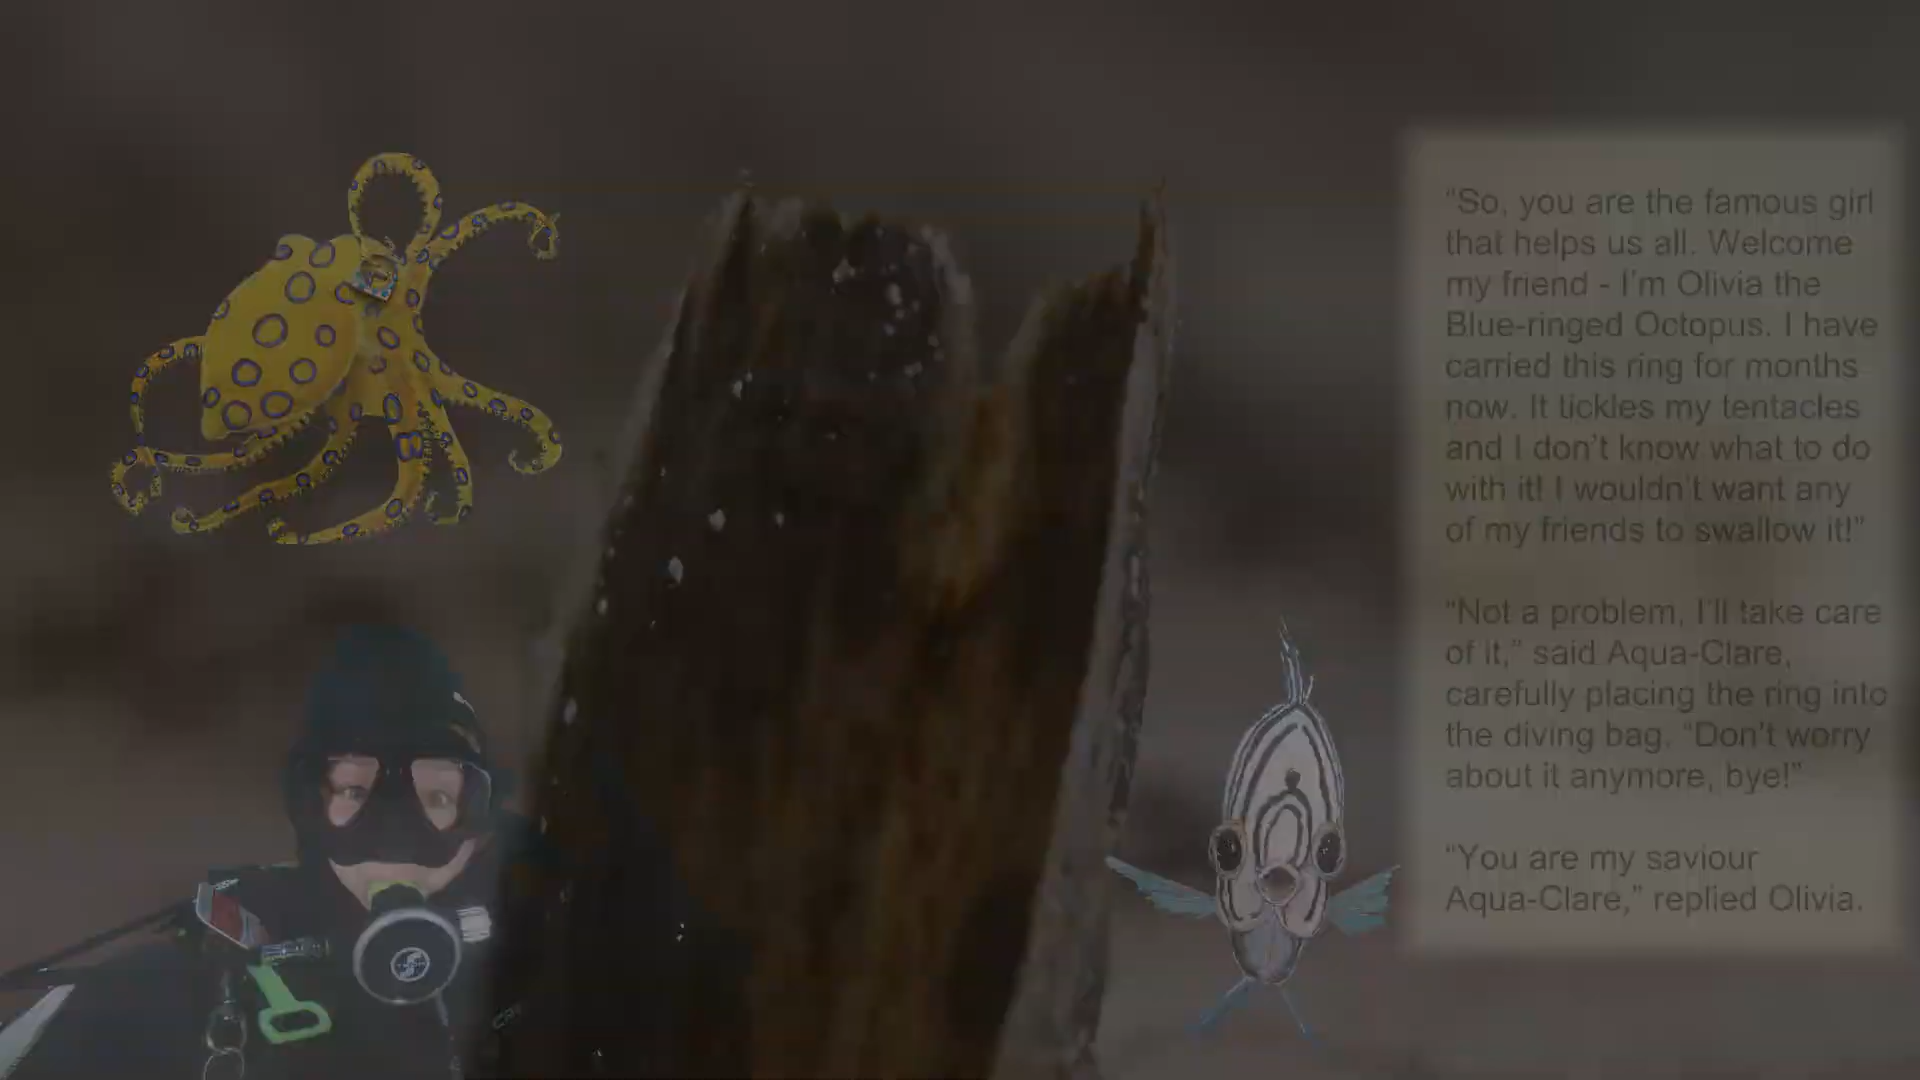 “So, you are the famous girl
that helps us all. Welcome
my friend - I’m Olivia the
Blue-ringed Octopus. I have
carried this ring for months
now. It tickles my tentacles
and I don’t know what to do
with it! I wouldn’t want any
of my friends to swallow it!”
“Not a problem, I’ll take care
of it,” said Aqua-Clare,
carefully placing the ring into
the diving bag. “Don’t worry
about it anymore, bye!”
“You are my saviour
Aqua-Clare,” replied Olivia.